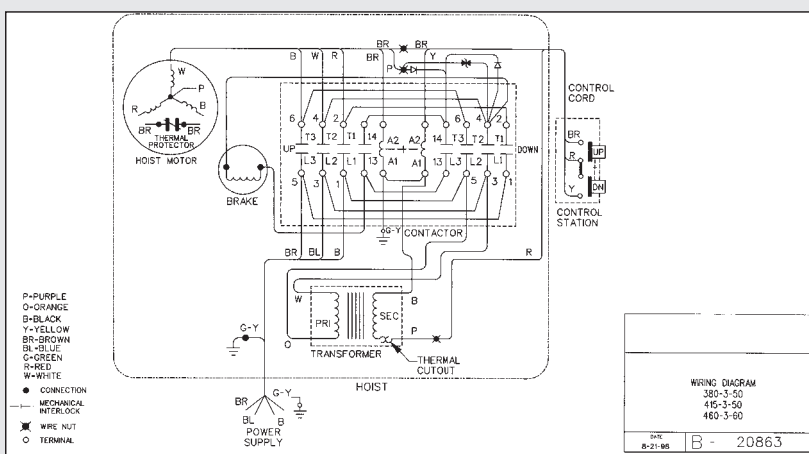 BR BR BR
B W R Y
P
W
P
R B
BR BR
THERMAL
PROTECTOR
HOIST MOTOR
CONTROL
CORD
BR
R
Y
UP
DN
CONTROL
STATION
6 4 2 6 4 2
T3 T2 T1 14 A2 A2 14 T3 T2 T1
UP DOWN
L3 L2 L1 13 A1 A1 13 L3 L2 L1
5 3 1 5 3 1
BRAKE
G-Y
CONTACTOR
BR BL B
R
W B
PRI SEC
P
O
TRANSFORMER
THERMAL
CUTOUT
HOIST
G-Y
G-Y
BR
BL B
POWER
SUPPLY
P-PURPLE
O-ORANGE
B-BLACK
Y-YELLOW
BR-BROWN
BL-BLUE
G-GREEN
R-RED
W-WHITE
CONNECTION
MECHANICAL
INTERLOCK
WIRE NUT
TERMINAL
WIRING DIAGRAM
380-3-50
415-3-50
460-3-60
DATE
8-21-96
B - 20863